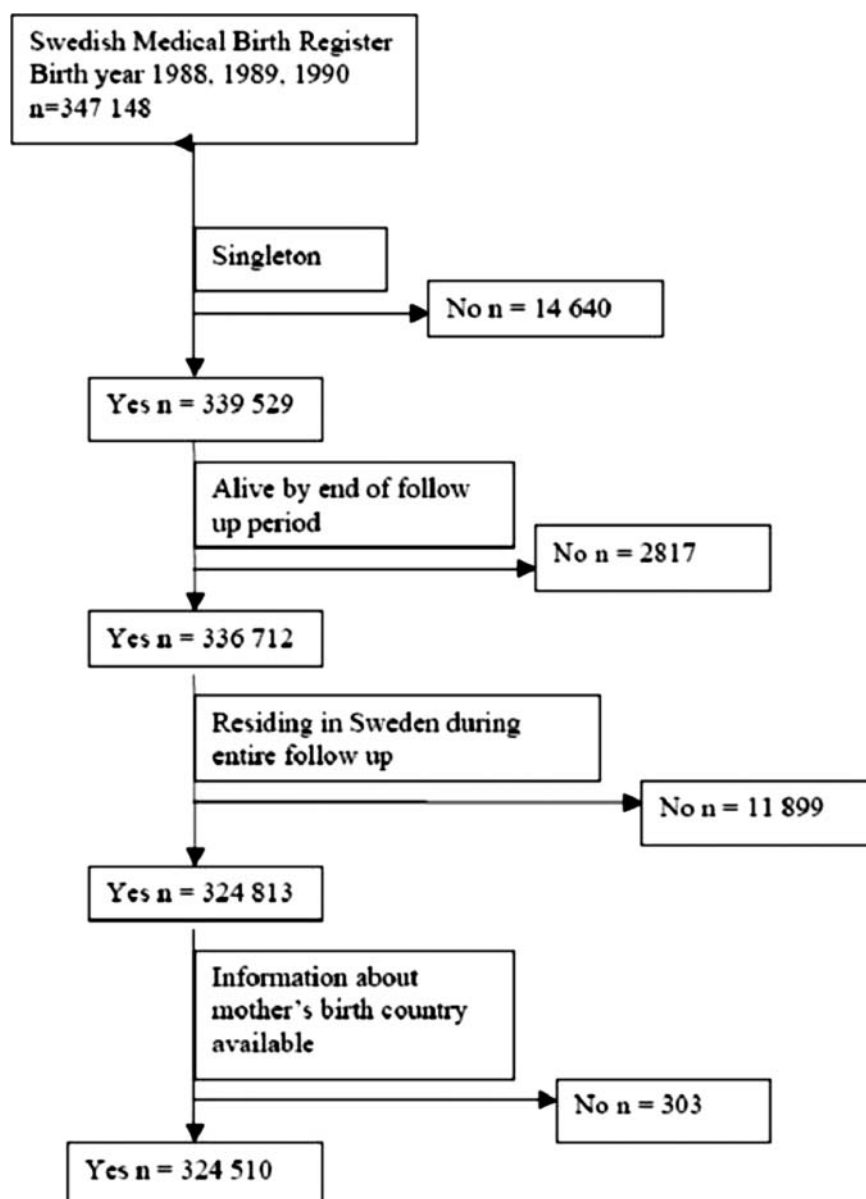 Swedish Medical Birth Register
Birth year 1988, 1989, 1990
n=347 148
Singleton
No n = 14 640
Yes n = 339 529
Alive by end of follow
up period
No n = 2817
Yes n = 336 712
Residing in Sweden during
entire follow up
No n = 11 899
Yes n = 324 813
Information about
mother's birth country
available
No n = 303
Yes n = 324 510